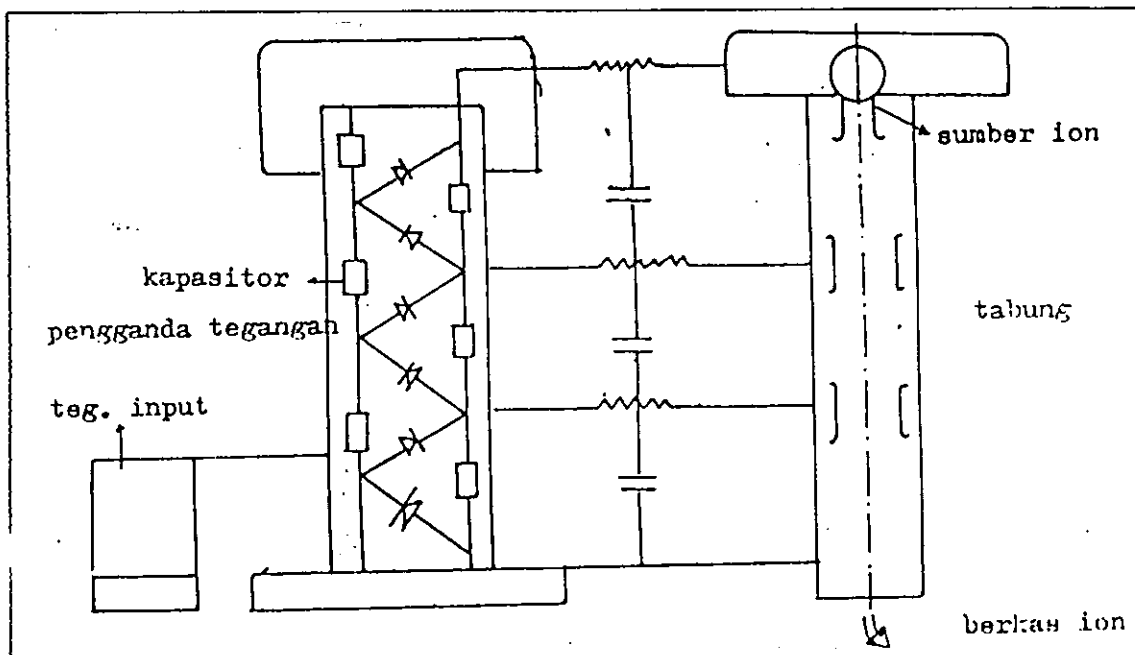 sumber ion
kapasitor
pengganda tegangan
tabung
teg. input
berkas ion